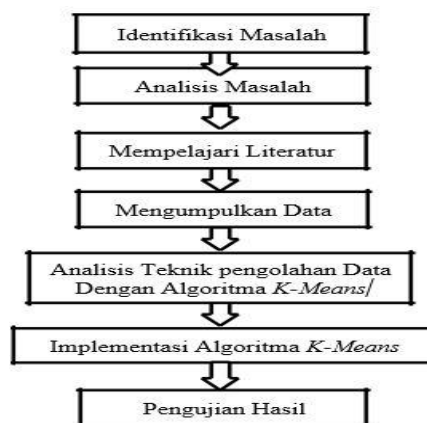 Identifikasi Masalah
Analisis Masalah
Mempelajari Literatur
Mengumpulkan Data
Analisis Teknik pengolahan Data
Dengan Algoritma K-Means/
Implementasi Algoritma K-Means
Pengujian Hasil